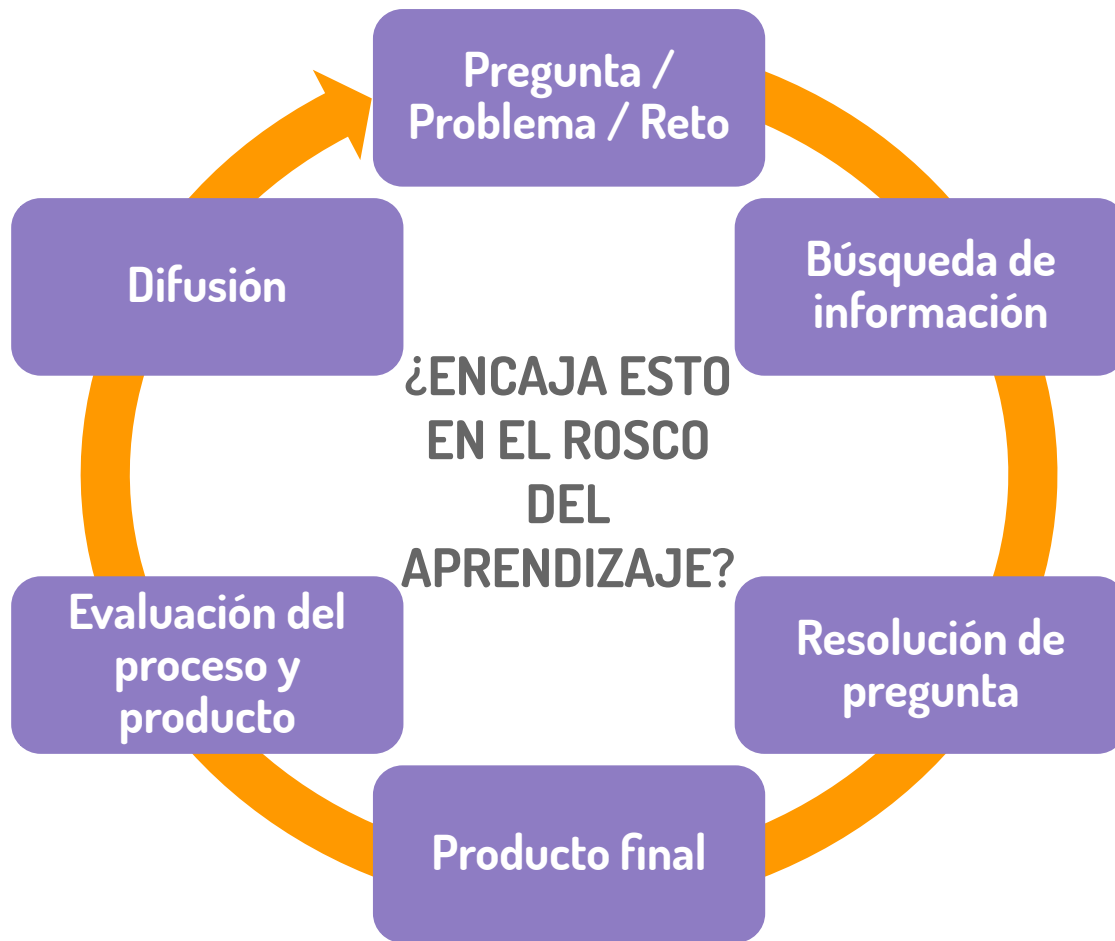 Pregunta /
Problema / Reto
Búsqueda de
información
Resolución de
pregunta
Producto final
Evaluación del
proceso y
producto
Difusión
¿ENCAJA ESTO
EN EL ROSCO
DEL
APRENDIZAJE?